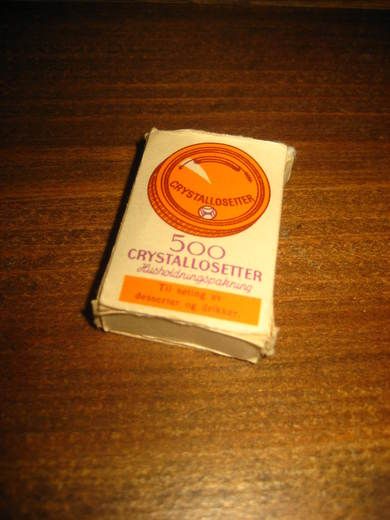 CRYSTALLOSETTER
500
CRYSTALLOSETTER
Husholdningspakning
Til søting av
desserter og drikker.